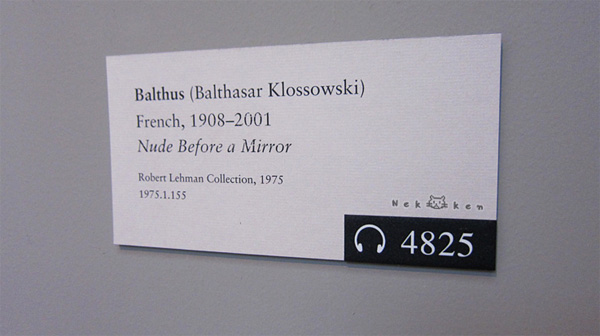 Balthus (Balthasar Klossowski)
French, 1908–2001
Nude Before a Mirror
Robert Lehman Collection, 1975
1975.1.155
Nek ken
4825